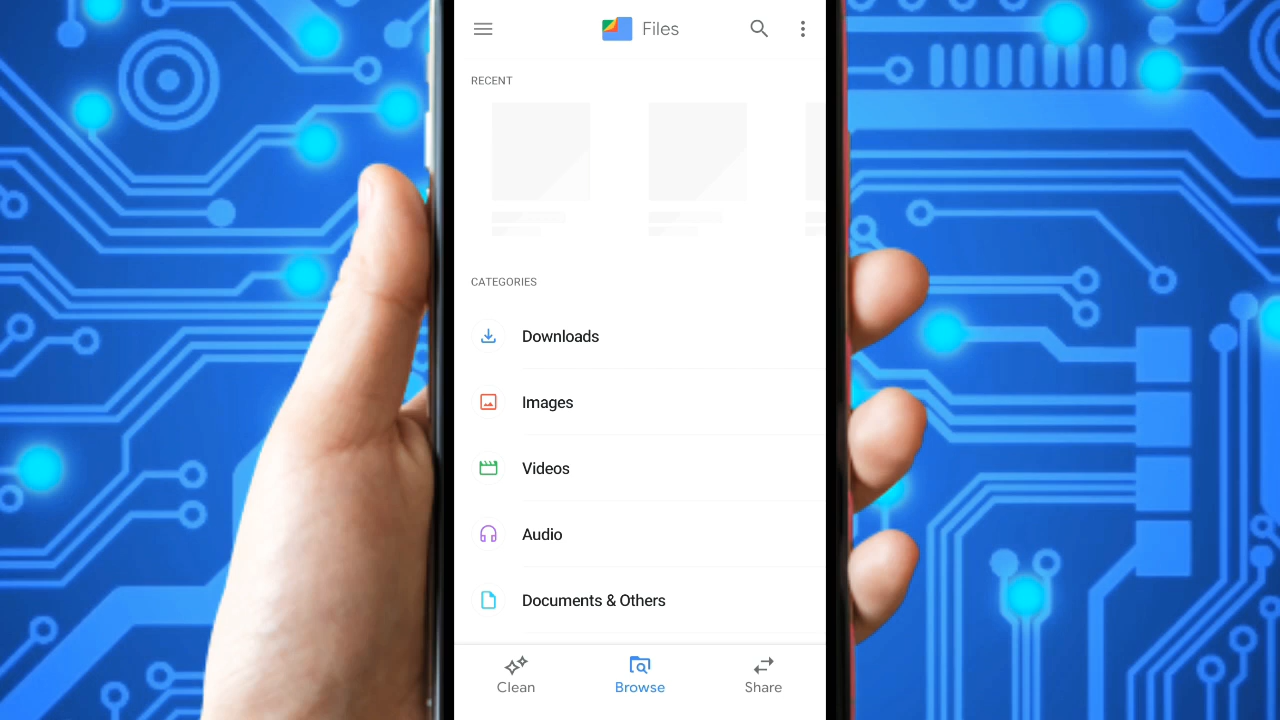 Files
RECENT
CATEGORIES
Downloads
Images
Videos
Audio
Documents & Others
Clean
Browse
Share